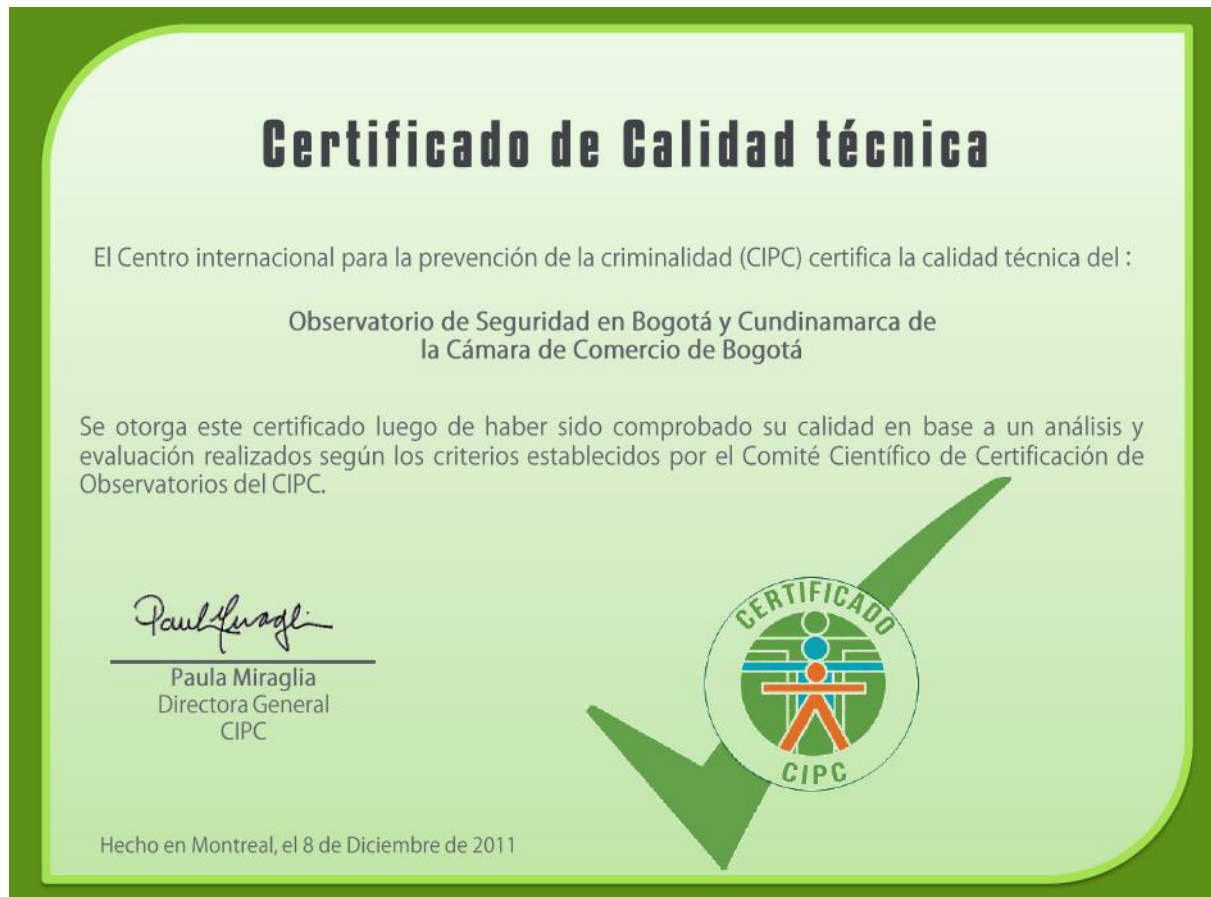 Certificado de Calidad técnica
El Centro internacional para la prevención de la criminalidad (CIPC) certifica la calidad técnica del :
Observatorio de Seguridad en Bogotá y Cundinamarca de
la Cámara de Comercio de Bogotá
Se otorga este certificado luego de haber sido comprobado su calidad en base a un análisis y
evaluación realizados según los criterios establecidos por el Comité Científico de Certificación de
Observatorios del CIPC.
CERTIFICADO
CIPC
Paula Miraglia
Paula Miraglia
Directora General
CIPC
Hecho en Montreal, el 8 de Diciembre de 2011